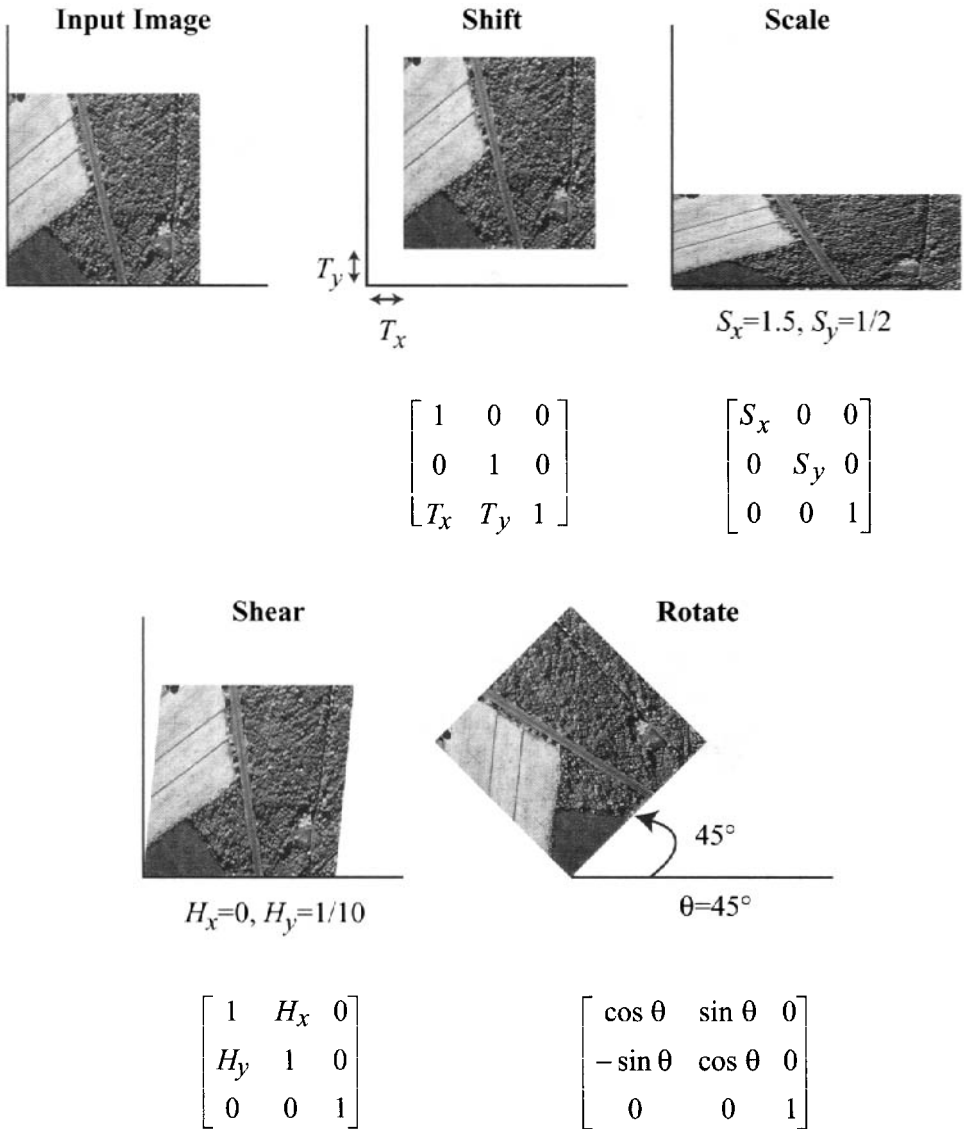 Input Image
Shift
Scale
T_y
T_x
S_x=1.5, S_y=1/2
1 0 0
0 1 0
T_x T_y 1
S_x 0 0
0 S_y 0
0 0 1
Shear
Rotate
45°
H_x=0, H_y=1/10
θ=45°
1 H_x 0
H_y 1 0
0 0 1
cos θ sin θ 0
− sin θ cos θ 0
0 0 1